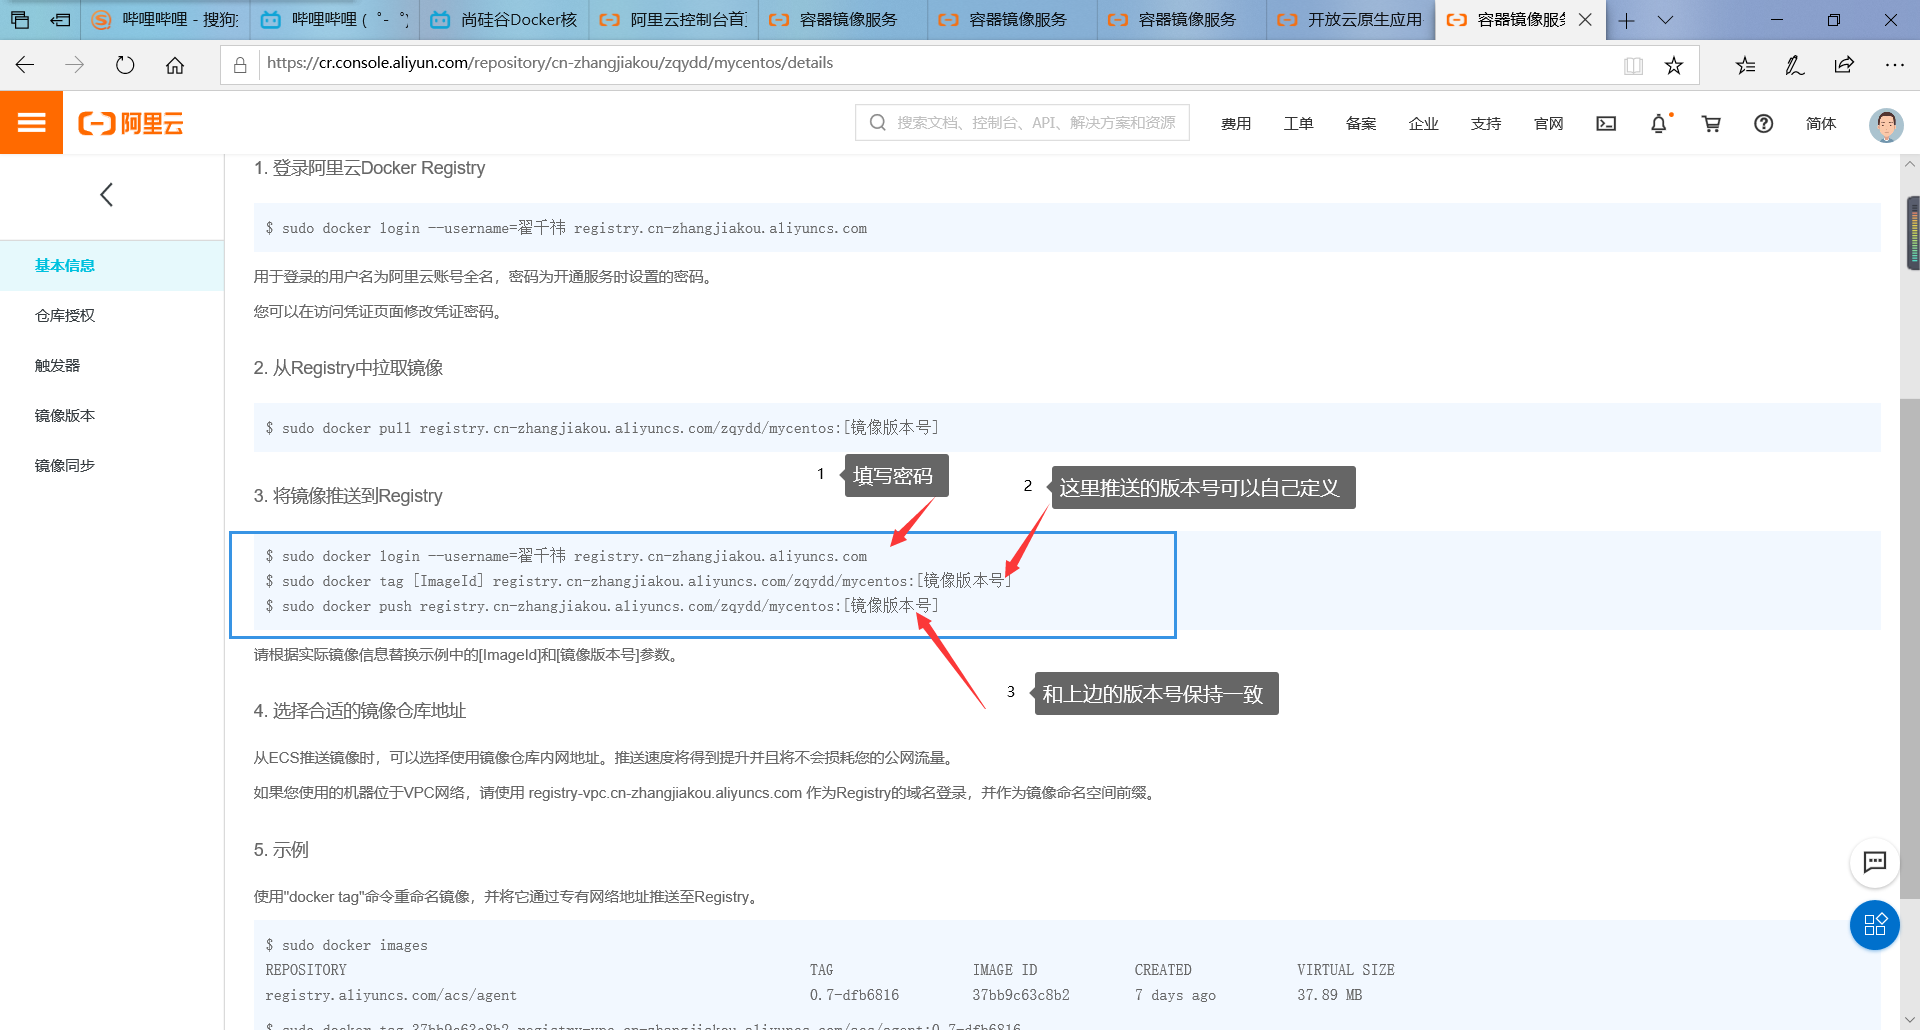 哔哩哔哩 - 搜狗
哔哩哔哩 ( ゜- ゜)
尚硅谷Docker核
阿里云控制台首
容器镜像服务
容器镜像服务
容器镜像服务
开放云原生应用
容器镜像服务
https://cr.console.aliyun.com/repository/cn-zhangjiakou/zqydd/mycentos/details
阿里云
搜索文档、控制台、API、解决方案和资源
费用 工单 备案 企业 支持 官网 简体
基本信息
仓库授权
触发器
镜像版本
镜像同步
1. 登录阿里云Docker Registry
$ sudo docker login --username=翟千祎 registry.cn-zhangjiakou.aliyuncs.com
用于登录的用户名为阿里云账号全名，密码为开通服务时设置的密码。
您可以在访问凭证页面修改凭证密码。
2. 从Registry中拉取镜像
$ sudo docker pull registry.cn-zhangjiakou.aliyuncs.com/zqydd/mycentos:[镜像版本号]
1 填写密码
2 这里推送的版本号可以自己定义
3. 将镜像推送到Registry
$ sudo docker login --username=翟千祎 registry.cn-zhangjiakou.aliyuncs.com
$ sudo docker tag [ImageId] registry.cn-zhangjiakou.aliyuncs.com/zqydd/mycentos:[镜像版本号]
$ sudo docker push registry.cn-zhangjiakou.aliyuncs.com/zqydd/mycentos:[镜像版本号]
请根据实际镜像信息替换示例中的[ImageId]和[镜像版本号]参数。
3 和上边的版本号保持一致
4. 选择合适的镜像仓库地址
从ECS推送镜像时，可以选择使用镜像仓库内网地址。推送速度将得到提升并且将不会损耗您的公网流量。
如果您使用的机器位于VPC网络，请使用 registry-vpc.cn-zhangjiakou.aliyuncs.com 作为Registry的域名登录，并作为镜像命名空间前缀。
5. 示例
使用"docker tag"命令重命名镜像，并将它通过专有网络地址推送至Registry。
$ sudo docker images
REPOSITORY TAG IMAGE ID CREATED VIRTUAL SIZE
registry.aliyuncs.com/acs/agent 0.7-dfb6816 37bb9c63c8b2 7 days ago 37.89 MB
$ sudo docker tag 37bb9c63c8b2 registry-vpc.cn-zhangjiakou.aliyuncs.com/acs/agent:0.7-dfb6816